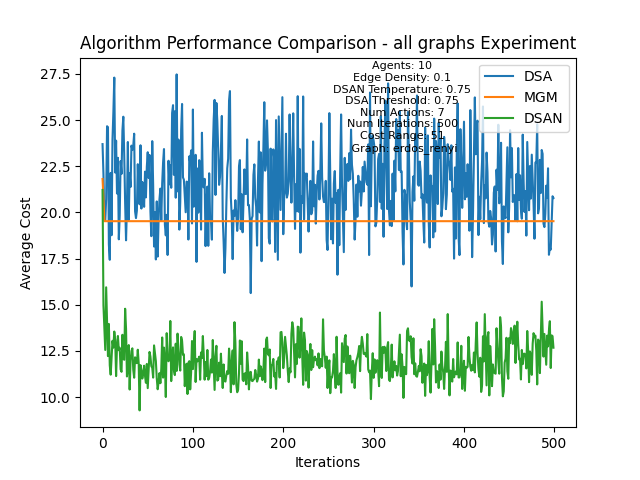 Algorithm Performance Comparison - all graphs Experiment
Agents: 10
Edge Density: 0.1
DSAN Temperature: 0.75
DSA Threshold: 0.75
Num Actions: 7
Num Iterations: 500
Cost Range: 51
Graph: erdos_renyi
DSA
MGM
DSAN
Average Cost
27.5
25.0
22.5
20.0
17.5
15.0
12.5
10.0
0
100
200
300
400
500
Iterations